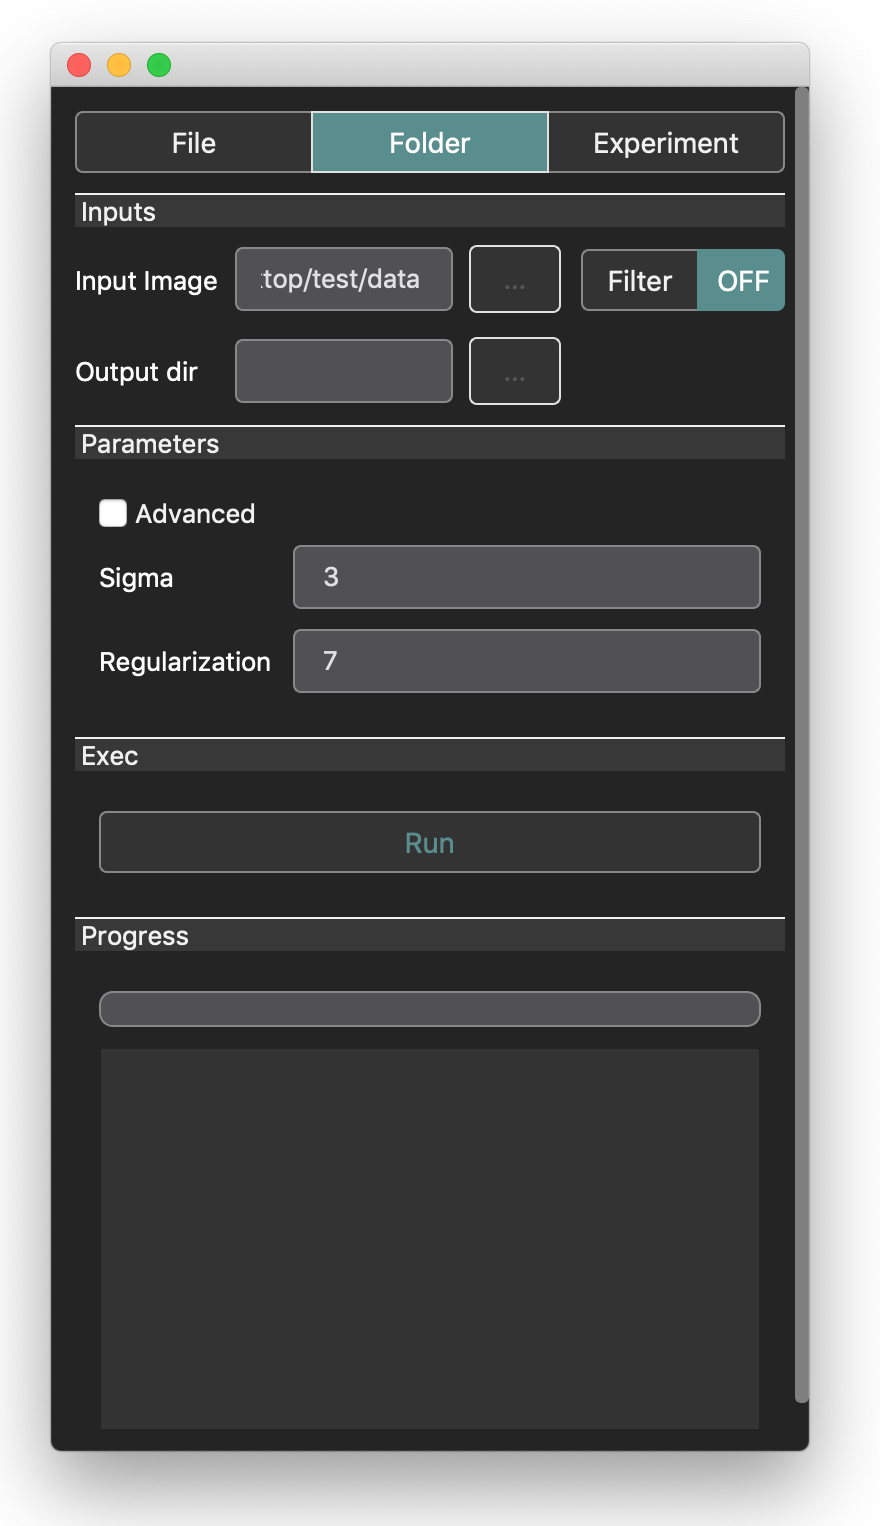 File Folder Experiment
Inputs
Input Image top/test/data ... Filter OFF
Output dir ...
Parameters
Advanced
Sigma 3
Regularization 7
Exec
Run
Progress